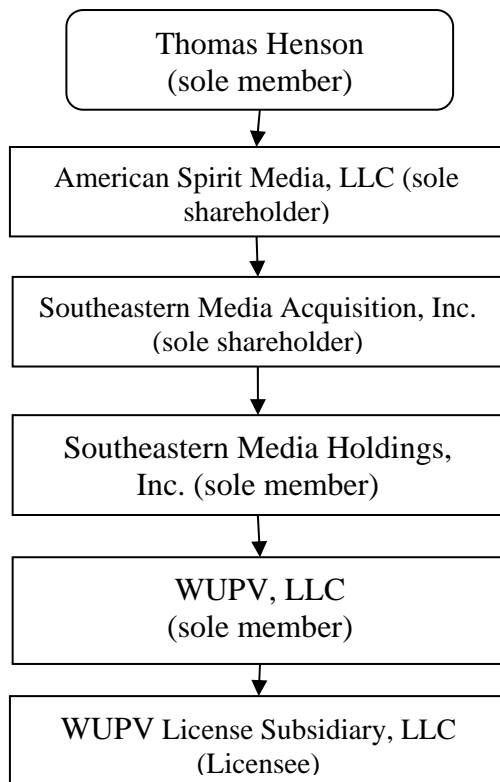 Thomas Henson
(sole member)
American Spirit Media, LLC (sole
shareholder)
Southeastern Media Acquisition, Inc.
(sole shareholder)
Southeastern Media Holdings,
Inc. (sole member)
WUPV, LLC
(sole member)
WUPV License Subsidiary, LLC
(Licensee)